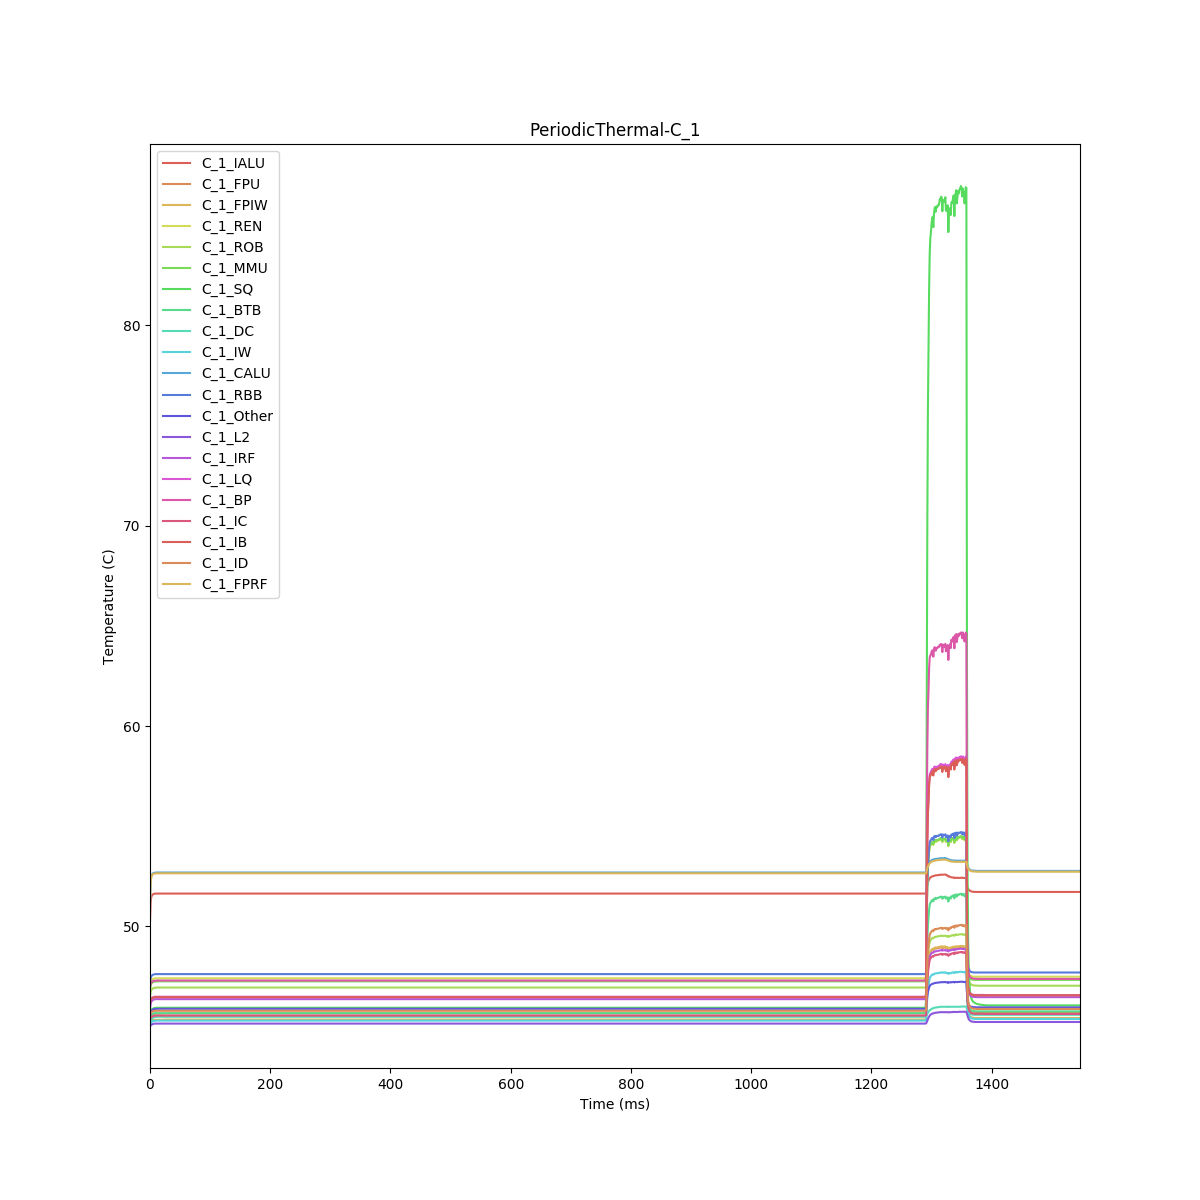 PeriodicThermal-C_1
C_1_IALU
C_1_FPU
C_1_FPIW
C_1_REN
C_1_ROB
C_1_MMU
C_1_SQ
C_1_BTB
C_1_DC
C_1_IW
C_1_CALU
C_1_RBB
C_1_Other
C_1_L2
C_1_IRF
C_1_LQ
C_1_BP
C_1_IC
C_1_IB
C_1_ID
C_1_FPRF
80
70
60
50
Temperature (C)
0 200 400 600 800 1000 1200 1400
Time (ms)